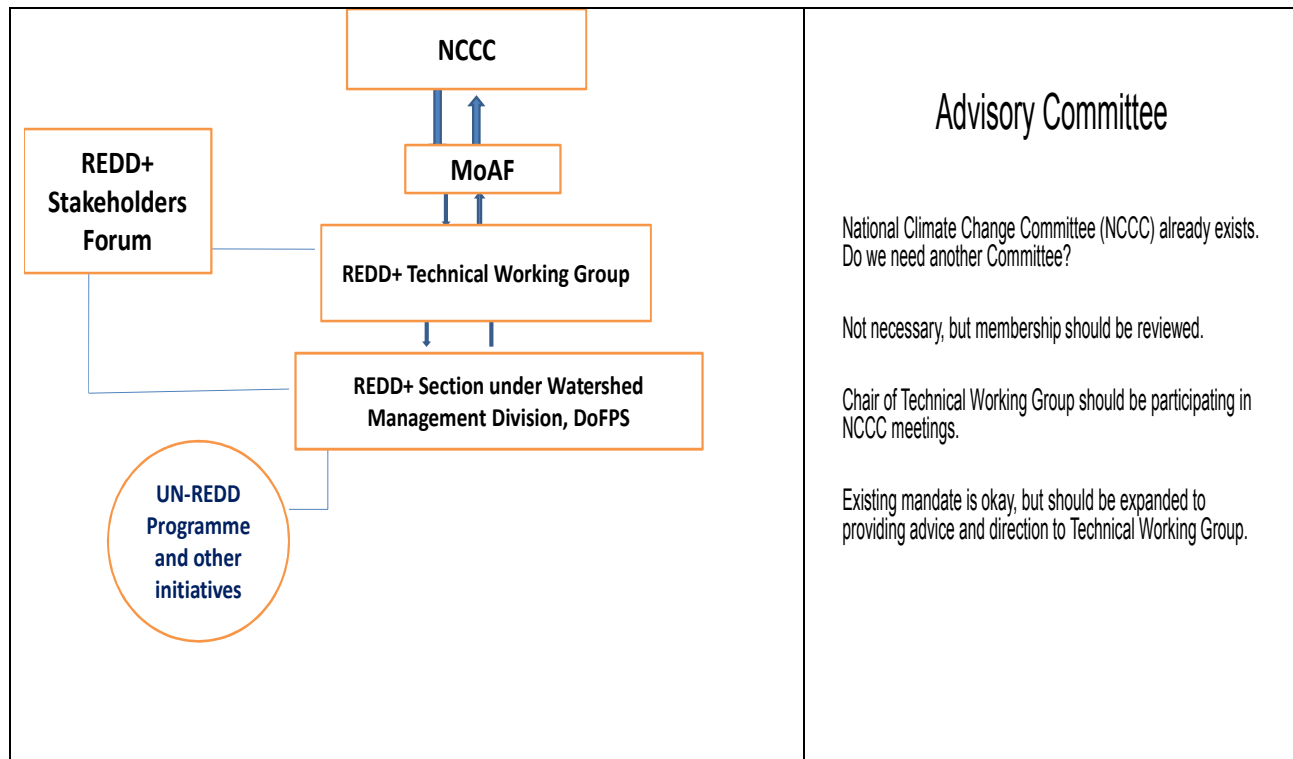 NCCC
MoAF
REDD+
Stakeholders
Forum
REDD+ Technical Working Group
REDD+ Section under Watershed
Management Division, DoFPS
UN-REDD
Programme
and other
initiatives
Advisory Committee
National Climate Change Committee (NCCC) already exists.
Do we need another Committee?
Not necessary, but membership should be reviewed.
Chair of Technical Working Group should be participating in
NCCC meetings.
Existing mandate is okay, but should be expanded to
providing advice and direction to Technical Working Group.